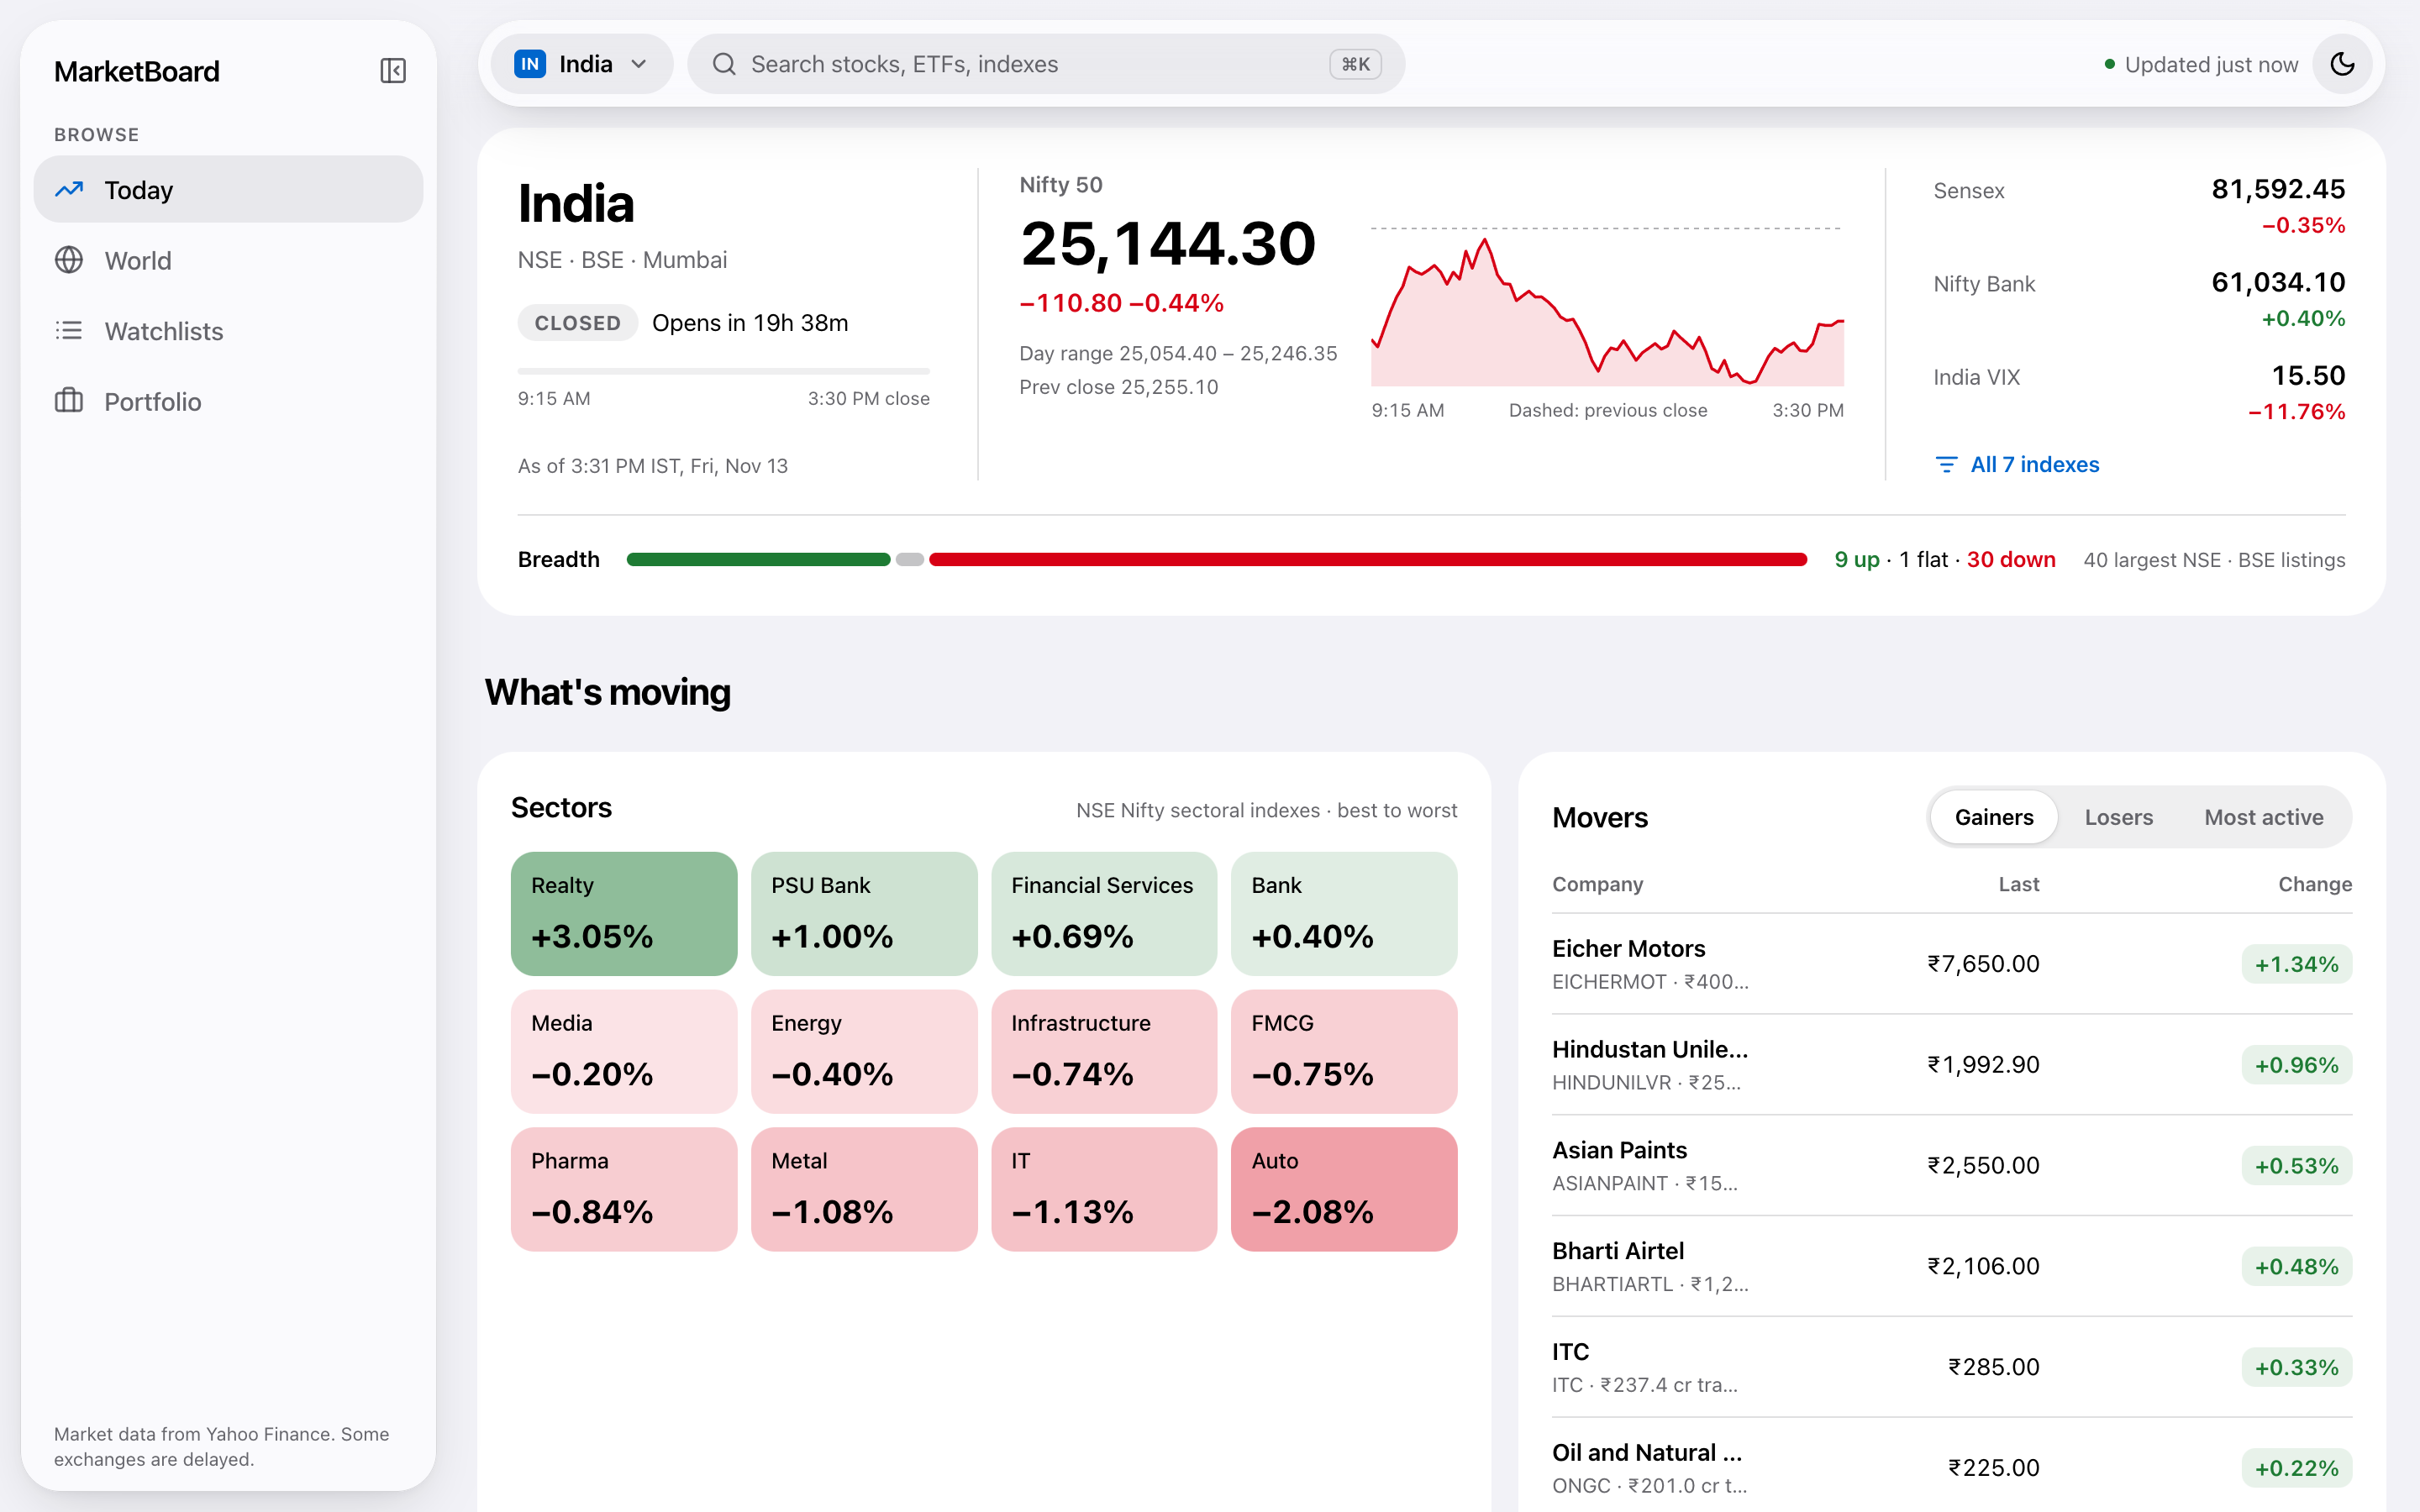 MarketBoard
BROWSE
Today
World
Watchlists
Portfolio
Market data from Yahoo Finance. Some
exchanges are delayed.
IN India
Search stocks, ETFs, indexes
⌘K
Updated just now
India
NSE · BSE · Mumbai
CLOSED Opens in 19h 38m
9:15 AM 3:30 PM close
As of 3:31 PM IST, Fri, Nov 13
Nifty 50
25,144.30
−110.80 −0.44%
Day range 25,054.40 – 25,246.35
Prev close 25,255.10
9:15 AM Dashed: previous close 3:30 PM
Sensex 81,592.45
−0.35%
Nifty Bank 61,034.10
+0.40%
India VIX 15.50
−11.76%
All 7 indexes
Breadth 9 up · 1 flat · 30 down 40 largest NSE · BSE listings
What's moving
Sectors NSE Nifty sectoral indexes · best to worst
Realty
+3.05%
PSU Bank
+1.00%
Financial Services
+0.69%
Bank
+0.40%
Media
−0.20%
Energy
−0.40%
Infrastructure
−0.74%
FMCG
−0.75%
Pharma
−0.84%
Metal
−1.08%
IT
−1.13%
Auto
−2.08%
Movers Gainers Losers Most active
Company Last Change
Eicher Motors
EICHERMOT · ₹400...
₹7,650.00 +1.34%
Hindustan Unile...
HINDUNILVR · ₹25...
₹1,992.90 +0.96%
Asian Paints
ASIANPAINT · ₹15...
₹2,550.00 +0.53%
Bharti Airtel
BHARTIARTL · ₹1,2...
₹2,106.00 +0.48%
ITC
ITC · ₹237.4 cr tra...
₹285.00 +0.33%
Oil and Natural ...
ONGC · ₹201.0 cr t...
₹225.00 +0.22%